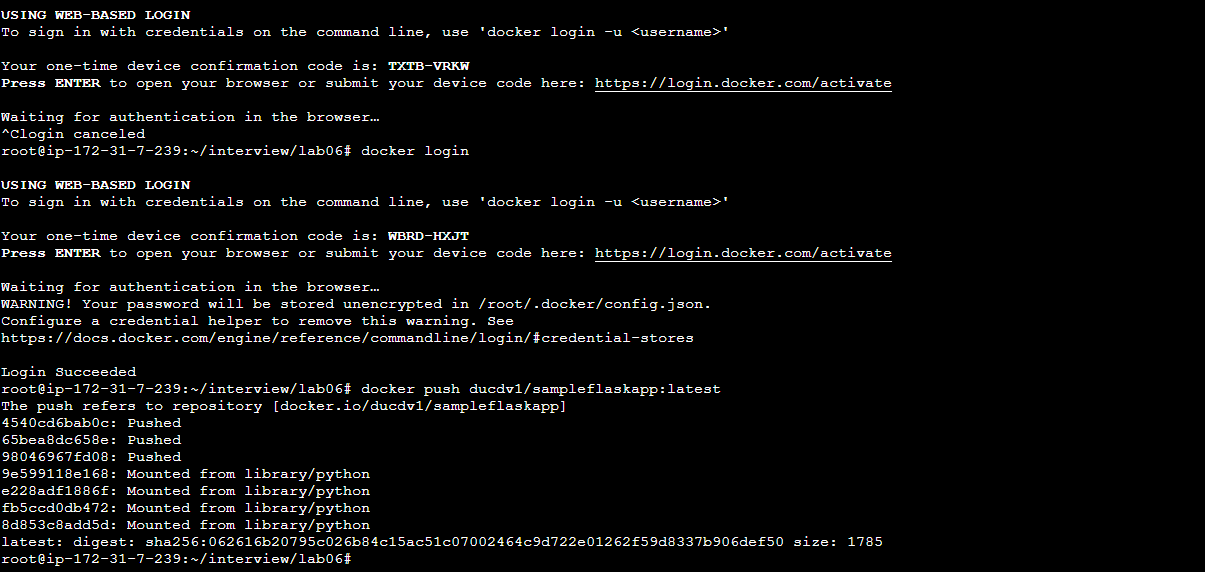 USING WEB-BASED LOGIN
To sign in with credentials on the command line, use 'docker login -u <username>'
Your one-time device confirmation code is: TXTB-VRKW
Press ENTER to open your browser or submit your device code here: https://login.docker.com/activate
Waiting for authentication in the browser…
^Clogin canceled
root@ip-172-31-7-239:~/interview/lab06# docker login
USING WEB-BASED LOGIN
To sign in with credentials on the command line, use 'docker login -u <username>'
Your one-time device confirmation code is: WBRD-HXJT
Press ENTER to open your browser or submit your device code here: https://login.docker.com/activate
Waiting for authentication in the browser…
WARNING! Your password will be stored unencrypted in /root/.docker/config.json.
Configure a credential helper to remove this warning. See
https://docs.docker.com/engine/reference/commandline/login/#credential-stores
Login Succeeded
root@ip-172-31-7-239:~/interview/lab06# docker push ducdv1/sampleflaskapp:latest
The push refers to repository [docker.io/ducdv1/sampleflaskapp]
4540cd6bab0c: Pushed
65bea8dc658e: Pushed
98046967fd08: Pushed
9e599118e168: Mounted from library/python
e228adf1886f: Mounted from library/python
fb5ccd0db472: Mounted from library/python
8d853c8add5d: Mounted from library/python
latest: digest: sha256:062616b20795c026b84c15ac51c07002464c9d722e01262f59d8337b906def50 size: 1785
root@ip-172-31-7-239:~/interview/lab06#